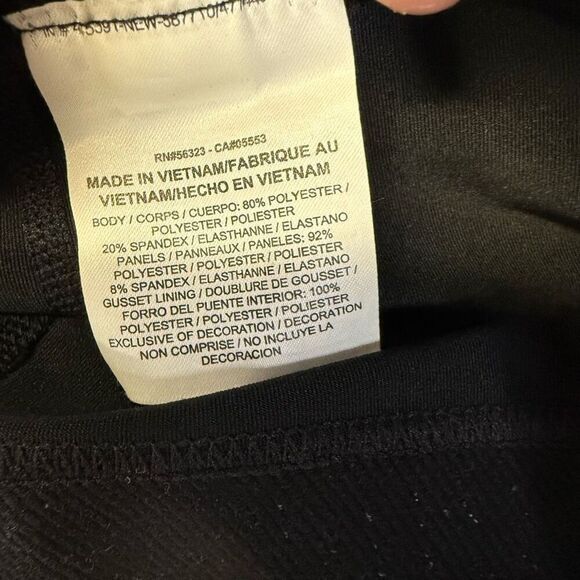 RN#56323 - CA#05553
MADE IN VIETNAM/FABRIQUE AU
VIETNAM/HECHO EN VIETNAM
BODY / CORPS / CUERPO: 80% POLYESTER /
POLYESTER / POLIESTER
20% SPANDEX / ELASTHANNE / ELASTANO
PANELS / PANNEAUX / PANELES: 92%
POLYESTER / POLYESTER / POLIESTER
8% SPANDEX / ELASTHANNE / ELASTANO
GUSSET LINING / DOUBLURE DE GOUSSET /
FORRO DEL PUENTE INTERIOR: 100%
POLYESTER / POLYESTER / POLIESTER
EXCLUSIVE OF DECORATION / DECORATION
NON COMPRISE / NO INCLUYE LA
DECORACION